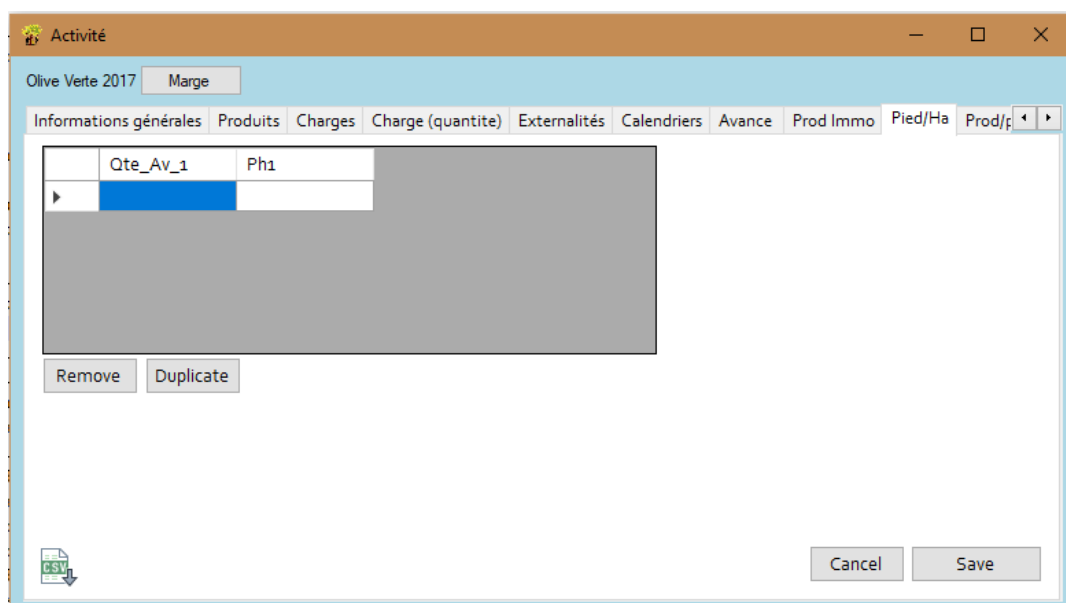 Activité
Olive Verte 2017 Marge
Informations générales Produits Charges Charge (quantite) Externalités Calendriers Avance Prod Immo Pied/Ha Prod/
Qte_Av_1 Ph1
Remove Duplicate
CSV
Cancel Save